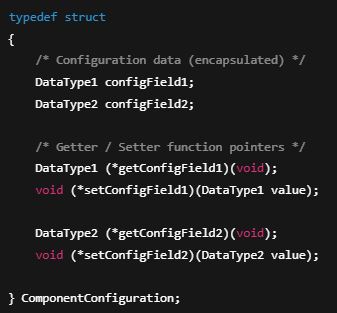 typedef struct
{
    /* Configuration data (encapsulated) */
    DataType1 configField1;
    DataType2 configField2;

    /* Getter / Setter function pointers */
    DataType1 (*getConfigField1)(void);
    void (*setConfigField1)(DataType1 value);

    DataType2 (*getConfigField2)(void);
    void (*setConfigField2)(DataType2 value);

} ComponentConfiguration;